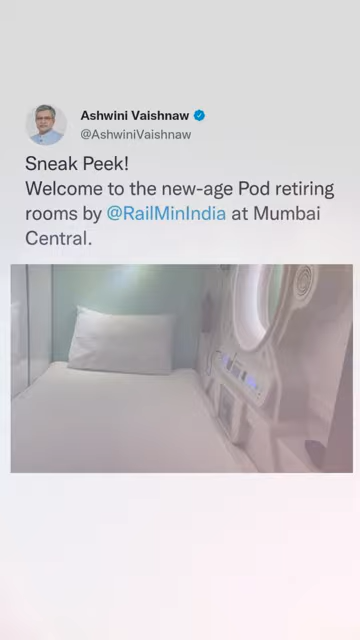 Ashwini Vaishnaw
@AshwiniVaishnaw
Sneak Peek!
Welcome to the new-age Pod retiring
rooms by @RailMinIndia at Mumbai
Central.